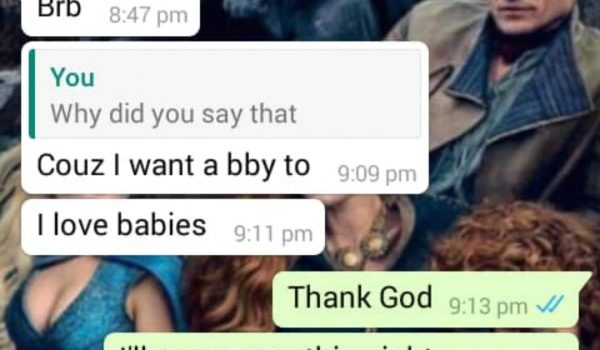 Brb 8:47 pm
You
Why did you say that
Couz I want a bby to 9:09 pm
I love babies 9:11 pm
Thank God 9:13 pm